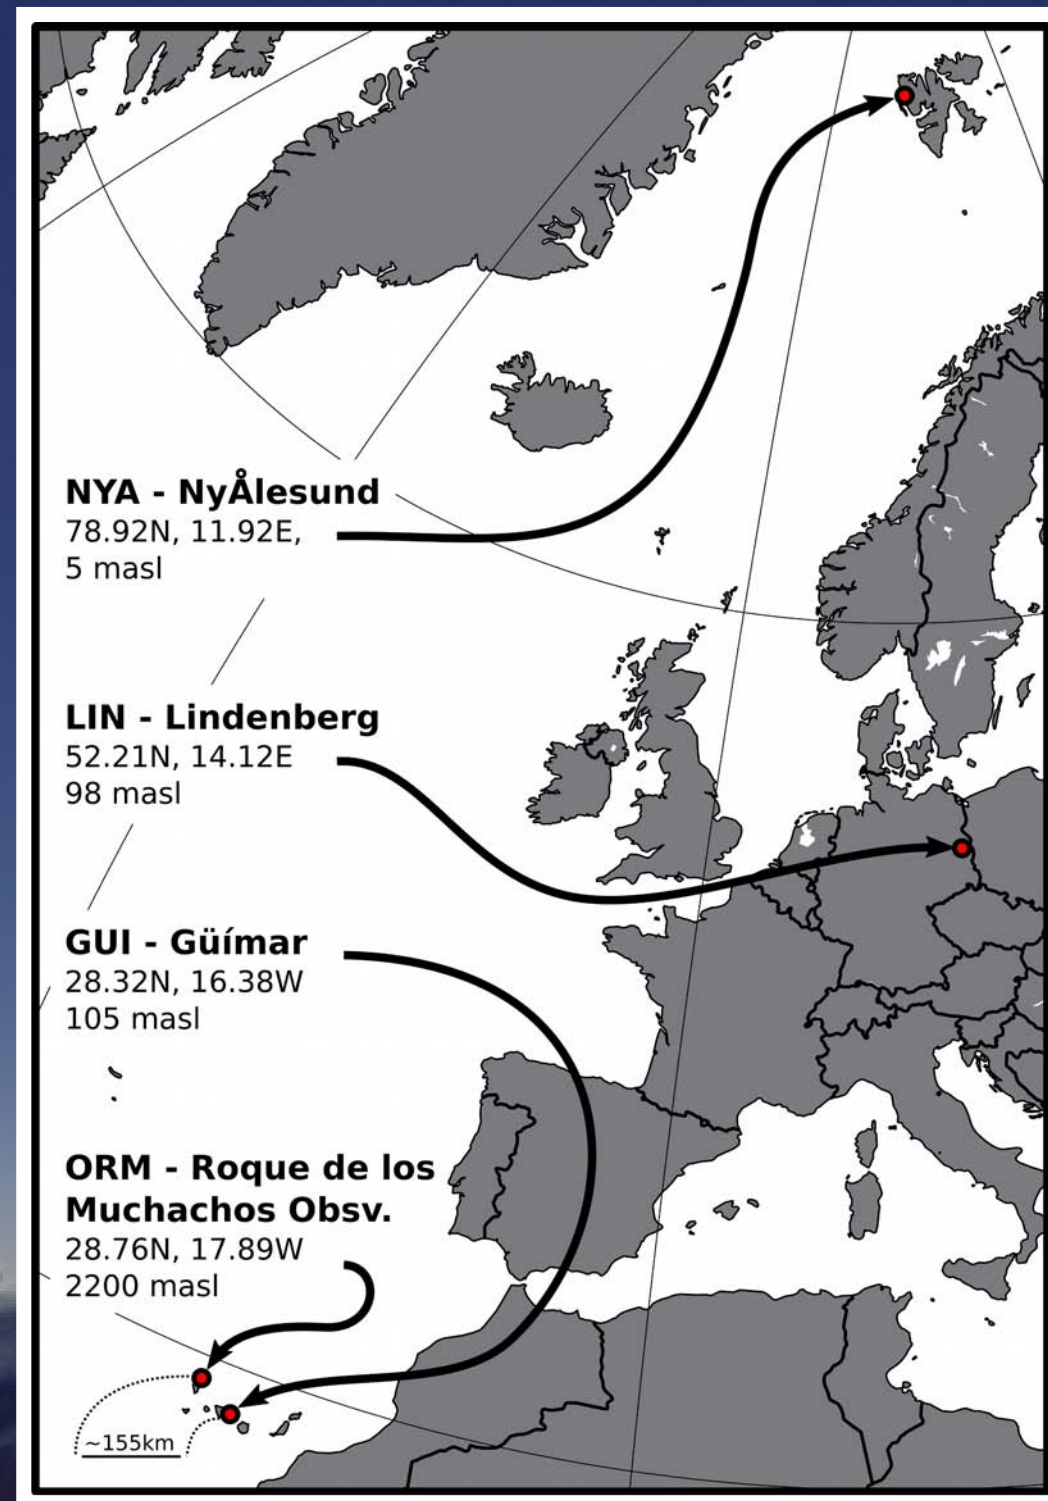 NYA - NyÅlesund
78.92N, 11.92E,
5 masl
LIN - Lindenberg
52.21N, 14.12E
98 masl
GUI - Güímar
28.32N, 16.38W
105 masl
ORM - Roque de los
Muchachos Obsv.
28.76N, 17.89W
2200 masl
~155km